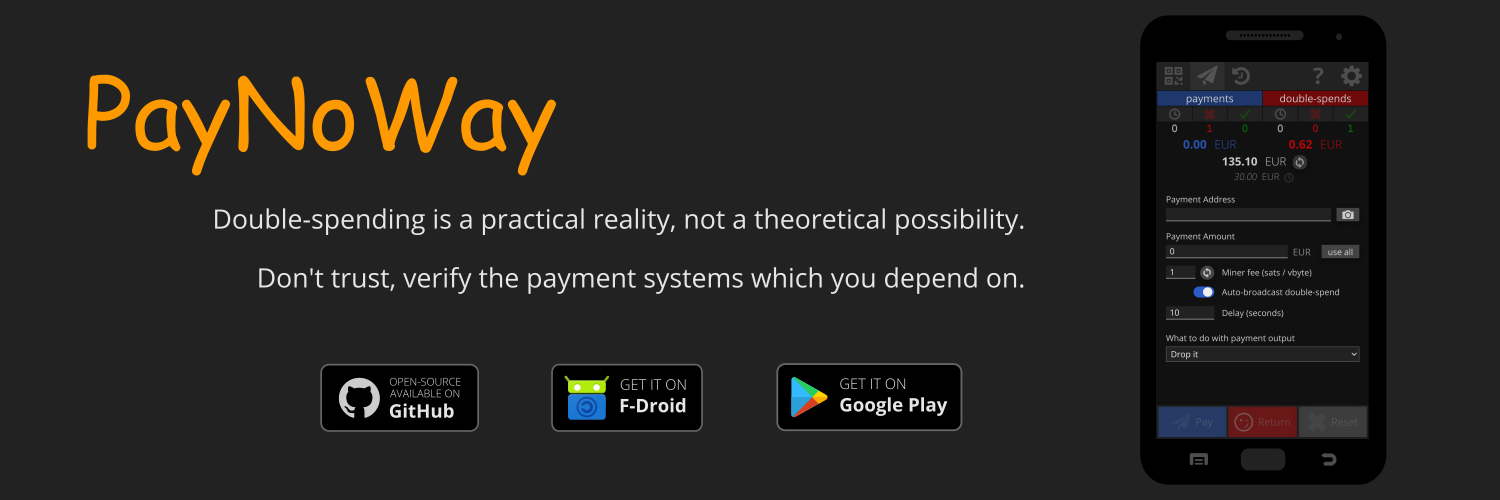 PayNoWay
Double-spending is a practical reality, not a theoretical possibility.
Don't trust, verify the payment systems which you depend on.
OPEN-SOURCE
AVAILABLE ON
GitHub
GET IT ON
F-Droid
GET IT ON
Google Play
?
payments double-spends
0 1 0 0 0 1
0.00 EUR 0.62 EUR
135.10 EUR
30.00 EUR
Payment Address
Payment Amount
0 EUR use all
1 Miner fee (sats / vbyte)
Auto-broadcast double-spend
10 Delay (seconds)
What to do with payment output
Drop it
Pay Return Reset